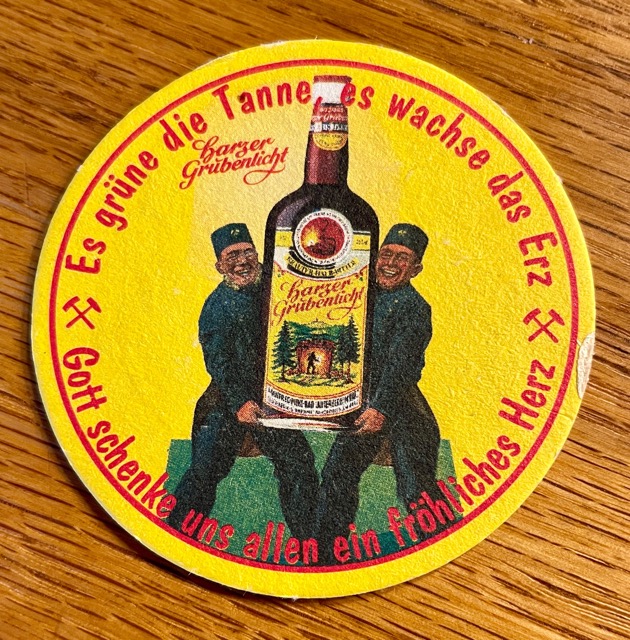 Es grüne die Tanne, es wachse das Erz
Gott schenke uns allen ein fröhliches Herz
Harzer
Grubenlicht
Harzer
Grubenlicht